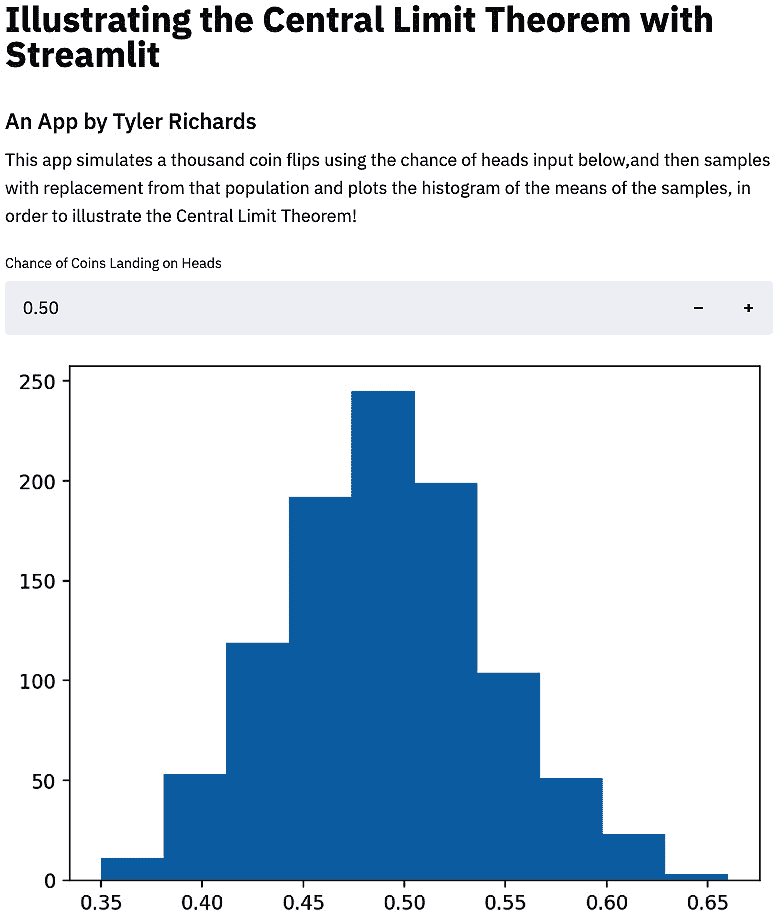 Illustrating the Central Limit Theorem with
Streamlit
An App by Tyler Richards
This app simulates a thousand coin flips using the chance of heads input below,and then samples
with replacement from that population and plots the histogram of the means of the samples, in
order to illustrate the Central Limit Theorem!
Chance of Coins Landing on Heads
0.50 − +
250
200
150
100
50
0
0.35 0.40 0.45 0.50 0.55 0.60 0.65